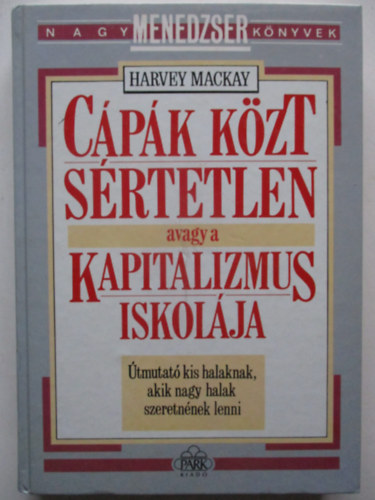 NAGY MENEDZSER KÖNYVEK
HARVEY MACKAY
CÁPÁK KÖZT
SÉRTETLEN
avagy a
KAPITALIZMUS
ISKOLÁJA
Útmutató kis halaknak,
akik nagy halak
szeretnének lenni
PARK
KIADÓ